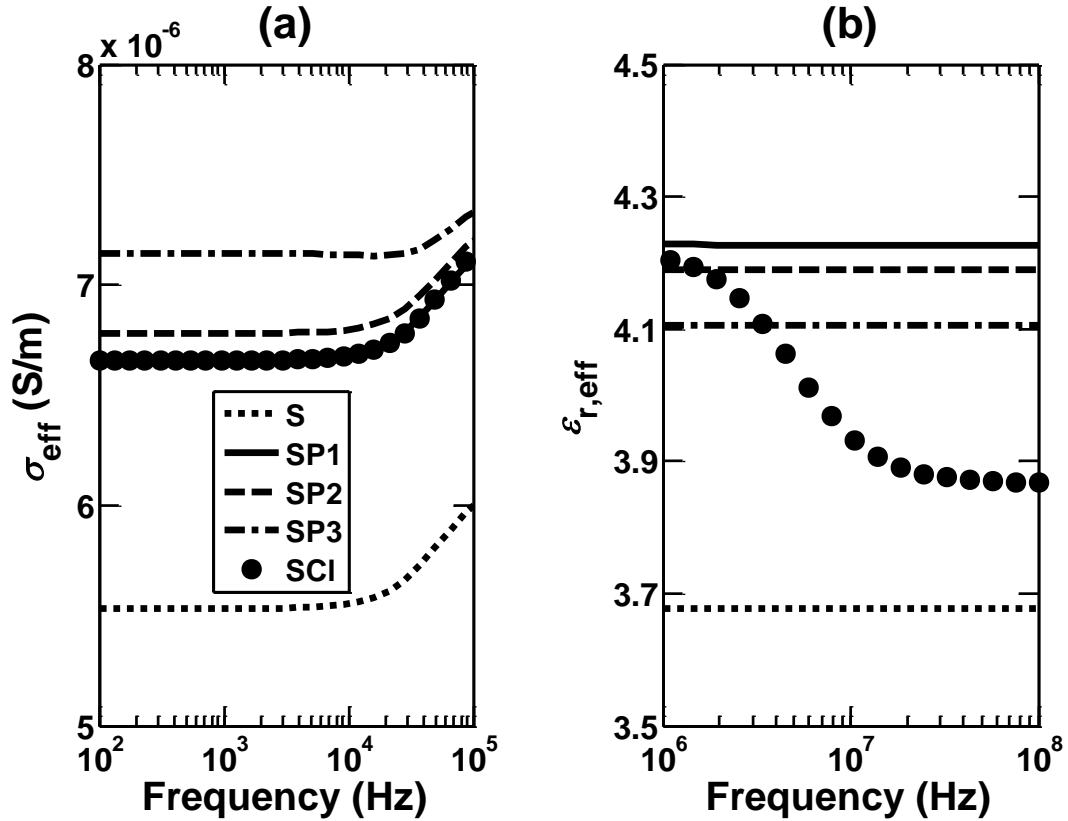 (a)
x 10^-6
8
7
6
5
σeff (S/m)
10^2 10^3 10^4 10^5
Frequency (Hz)
S
SP1
SP2
SP3
SCI
(b)
4.5
4.3
4.1
3.9
3.7
3.5
εr,eff
10^6 10^7 10^8
Frequency (Hz)